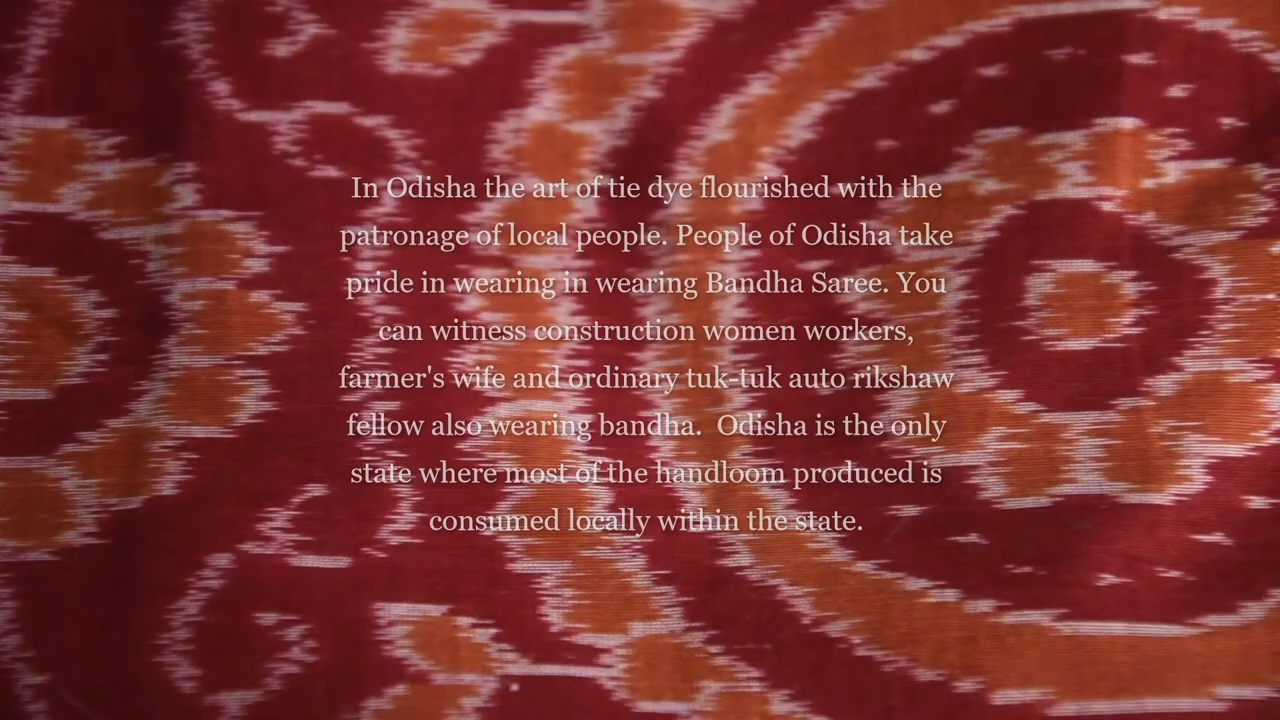 In Odisha the art of tie dye flourished with the
patronage of local people. People of Odisha take
pride in wearing in wearing Bandha Saree. You
can witness construction women workers,
farmer's wife and ordinary tuk-tuk auto rikshaw
fellow also wearing bandha.  Odisha is the only
state where most of the handloom produced is
consumed locally within the state.